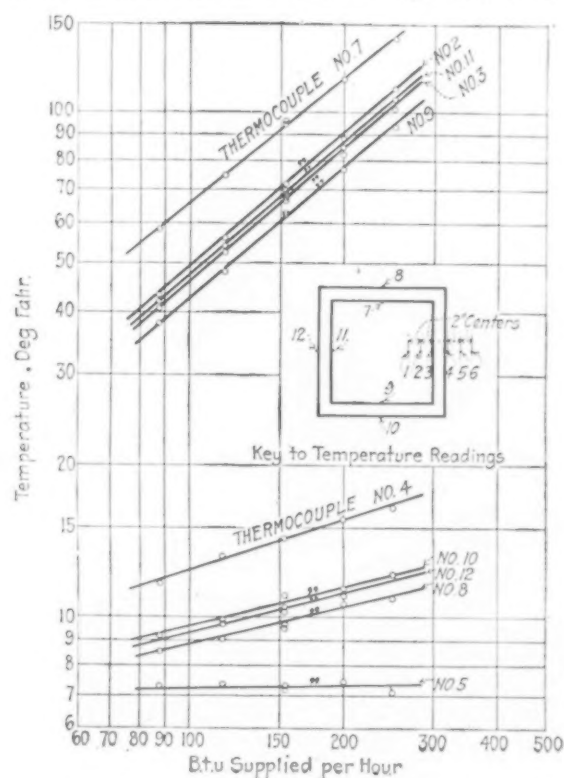 150
100
90
80
70
60
50
40
30
20
15
10
9
8
7
6
Temperature . Deg Fahr.
THERMOCOUPLE NO. 7
NO. 2
NO. 11
NO. 3
NO 9
"
"
8
7
12
11
2" Centers
1 2 3 4 5 6
9
10
Key to Temperature Readings
THERMOCOUPLE NO. 4
NO. 10
NO. 12
NO. 8
"
"
"
NO 5
"
60 70 80 90 100 150 200 300 400 500
B.t.u Supplied per Hour